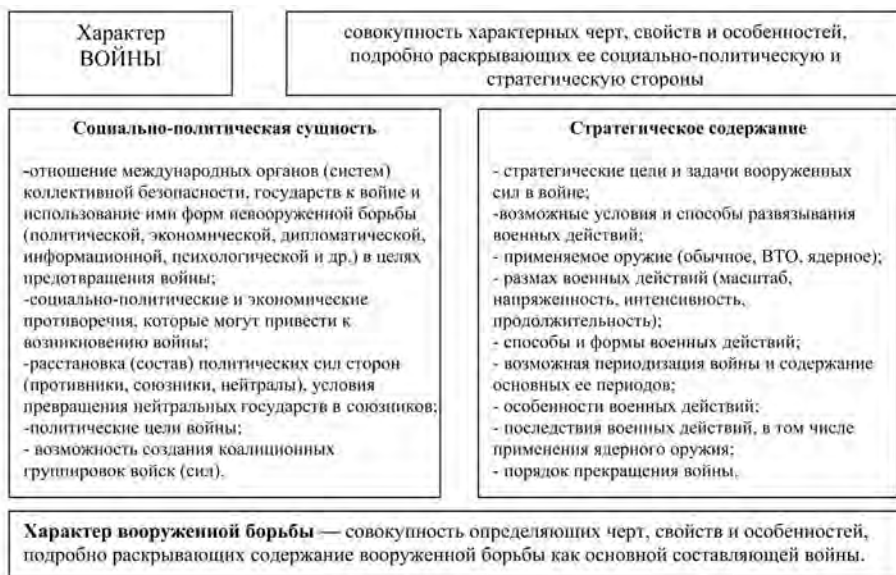 Характер
ВОЙНЫ
совокупность характерных черт, свойств и особенностей,
подробно раскрывающих ее социально-политическую и
стратегическую стороны
Социально-политическая сущность
-отношение международных органов (систем)
коллективной безопасности, государств к войне и
использование ими форм невооруженной борьбы
(политической, экономической, дипломатической,
информационной, психологической и др.) в целях
предотвращения войны;
-социально-политические и экономические
противоречия, которые могут привести к
возникновению войны;
-расстановка (состав) политических сил сторон
(противники, союзники, нейтралы), условия
превращения нейтральных государств в союзников;
-политические цели войны;
- возможность создания коалиционных
группировок войск (сил).
Стратегическое содержание
- стратегические цели и задачи вооруженных
сил в войне;
-возможные условия и способы развязывания
военных действий;
- применяемое оружие (обычное, ВТО, ядерное);
- размах военных действий (масштаб,
напряженность, интенсивность,
продолжительность);
- способы и формы военных действий;
- возможная периодизация войны и содержание
основных ее периодов;
- особенности военных действий;
- последствия военных действий, в том числе
применения ядерного оружия;
- порядок прекращения войны.
Характер вооруженной борьбы — совокупность определяющих черт, свойств и особенностей,
подробно раскрывающих содержание вооруженной борьбы как основной составляющей войны.